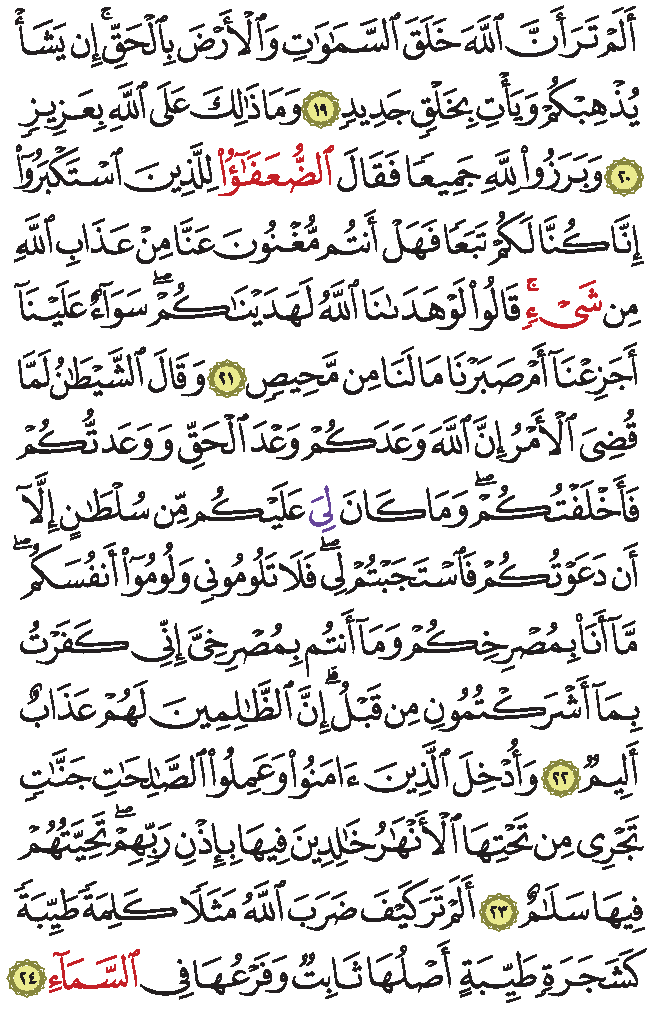 أَلَمْ تَرَ أَنَّ ٱللَّهَ خَلَقَ ٱلسَّمَٰوَٰتِ وَٱلْأَرْضَ بِٱلْحَقِّۚ إِن يَشَأْ
يُذْهِبْكُمْ وَيَأْتِ بِخَلْقٍ جَدِيدٍ ١٩ وَمَا ذَٰلِكَ عَلَى ٱللَّهِ بِعَزِيزٍ
٢٠ وَبَرَزُوا۟ لِلَّهِ جَمِيعًا فَقَالَ ٱلضُّعَفَٰٓؤُا۟ لِلَّذِينَ ٱسْتَكْبَرُوٓا۟
إِنَّا كُنَّا لَكُمْ تَبَعًا فَهَلْ أَنتُم مُّغْنُونَ عَنَّا مِنْ عَذَابِ ٱللَّهِ
مِن شَىْءٍۚ قَالُوا۟ لَوْ هَدَىٰنَا ٱللَّهُ لَهَدَيْنَٰكُمْۖ سَوَآءٌ عَلَيْنَآ
أَجَزِعْنَآ أَمْ صَبَرْنَا مَا لَنَا مِن مَّحِيصٍ ٢١ وَقَالَ ٱلشَّيْطَٰنُ لَمَّا
قُضِىَ ٱلْأَمْرُ إِنَّ ٱللَّهَ وَعَدَكُمْ وَعْدَ ٱلْحَقِّ وَوَعَدتُّكُمْ
فَأَخْلَفْتُكُمْۖ وَمَا كَانَ لِىَ عَلَيْكُم مِّن سُلْطَٰنٍ إِلَّآ
أَن دَعَوْتُكُمْ فَٱسْتَجَبْتُمْ لِىۖ فَلَا تَلُومُونِى وَلُومُوٓا۟ أَنفُسَكُمۖ
مَّآ أَنَا۠ بِمُصْرِخِكُمْ وَمَآ أَنتُم بِمُصْرِخِىَّ إِنِّى كَفَرْتُ
بِمَآ أَشْرَكْتُمُونِ مِن قَبْلُۗ إِنَّ ٱلظَّٰلِمِينَ لَهُمْ عَذَابٌ
أَلِيمٌ ٢٢ وَأُدْخِلَ ٱلَّذِينَ ءَامَنُوا۟ وَعَمِلُوا۟ ٱلصَّٰلِحَٰتِ جَنَّٰتٍ
تَجْرِى مِن تَحْتِهَا ٱلْأَنْهَٰرُ خَٰلِدِينَ فِيهَا بِإِذْنِ رَبِّهِمْۖ تَحِيَّتُهُمْ
فِيهَا سَلَٰمٌ ٢٣ أَلَمْ تَرَ كَيْفَ ضَرَبَ ٱللَّهُ مَثَلًا كَلِمَةً طَيِّبَةً
كَشَجَرَةٍ طَيِّبَةٍ أَصْلُهَا ثَابِتٌ وَفَرْعُهَا فِى ٱلسَّمَآءِ ٢٤